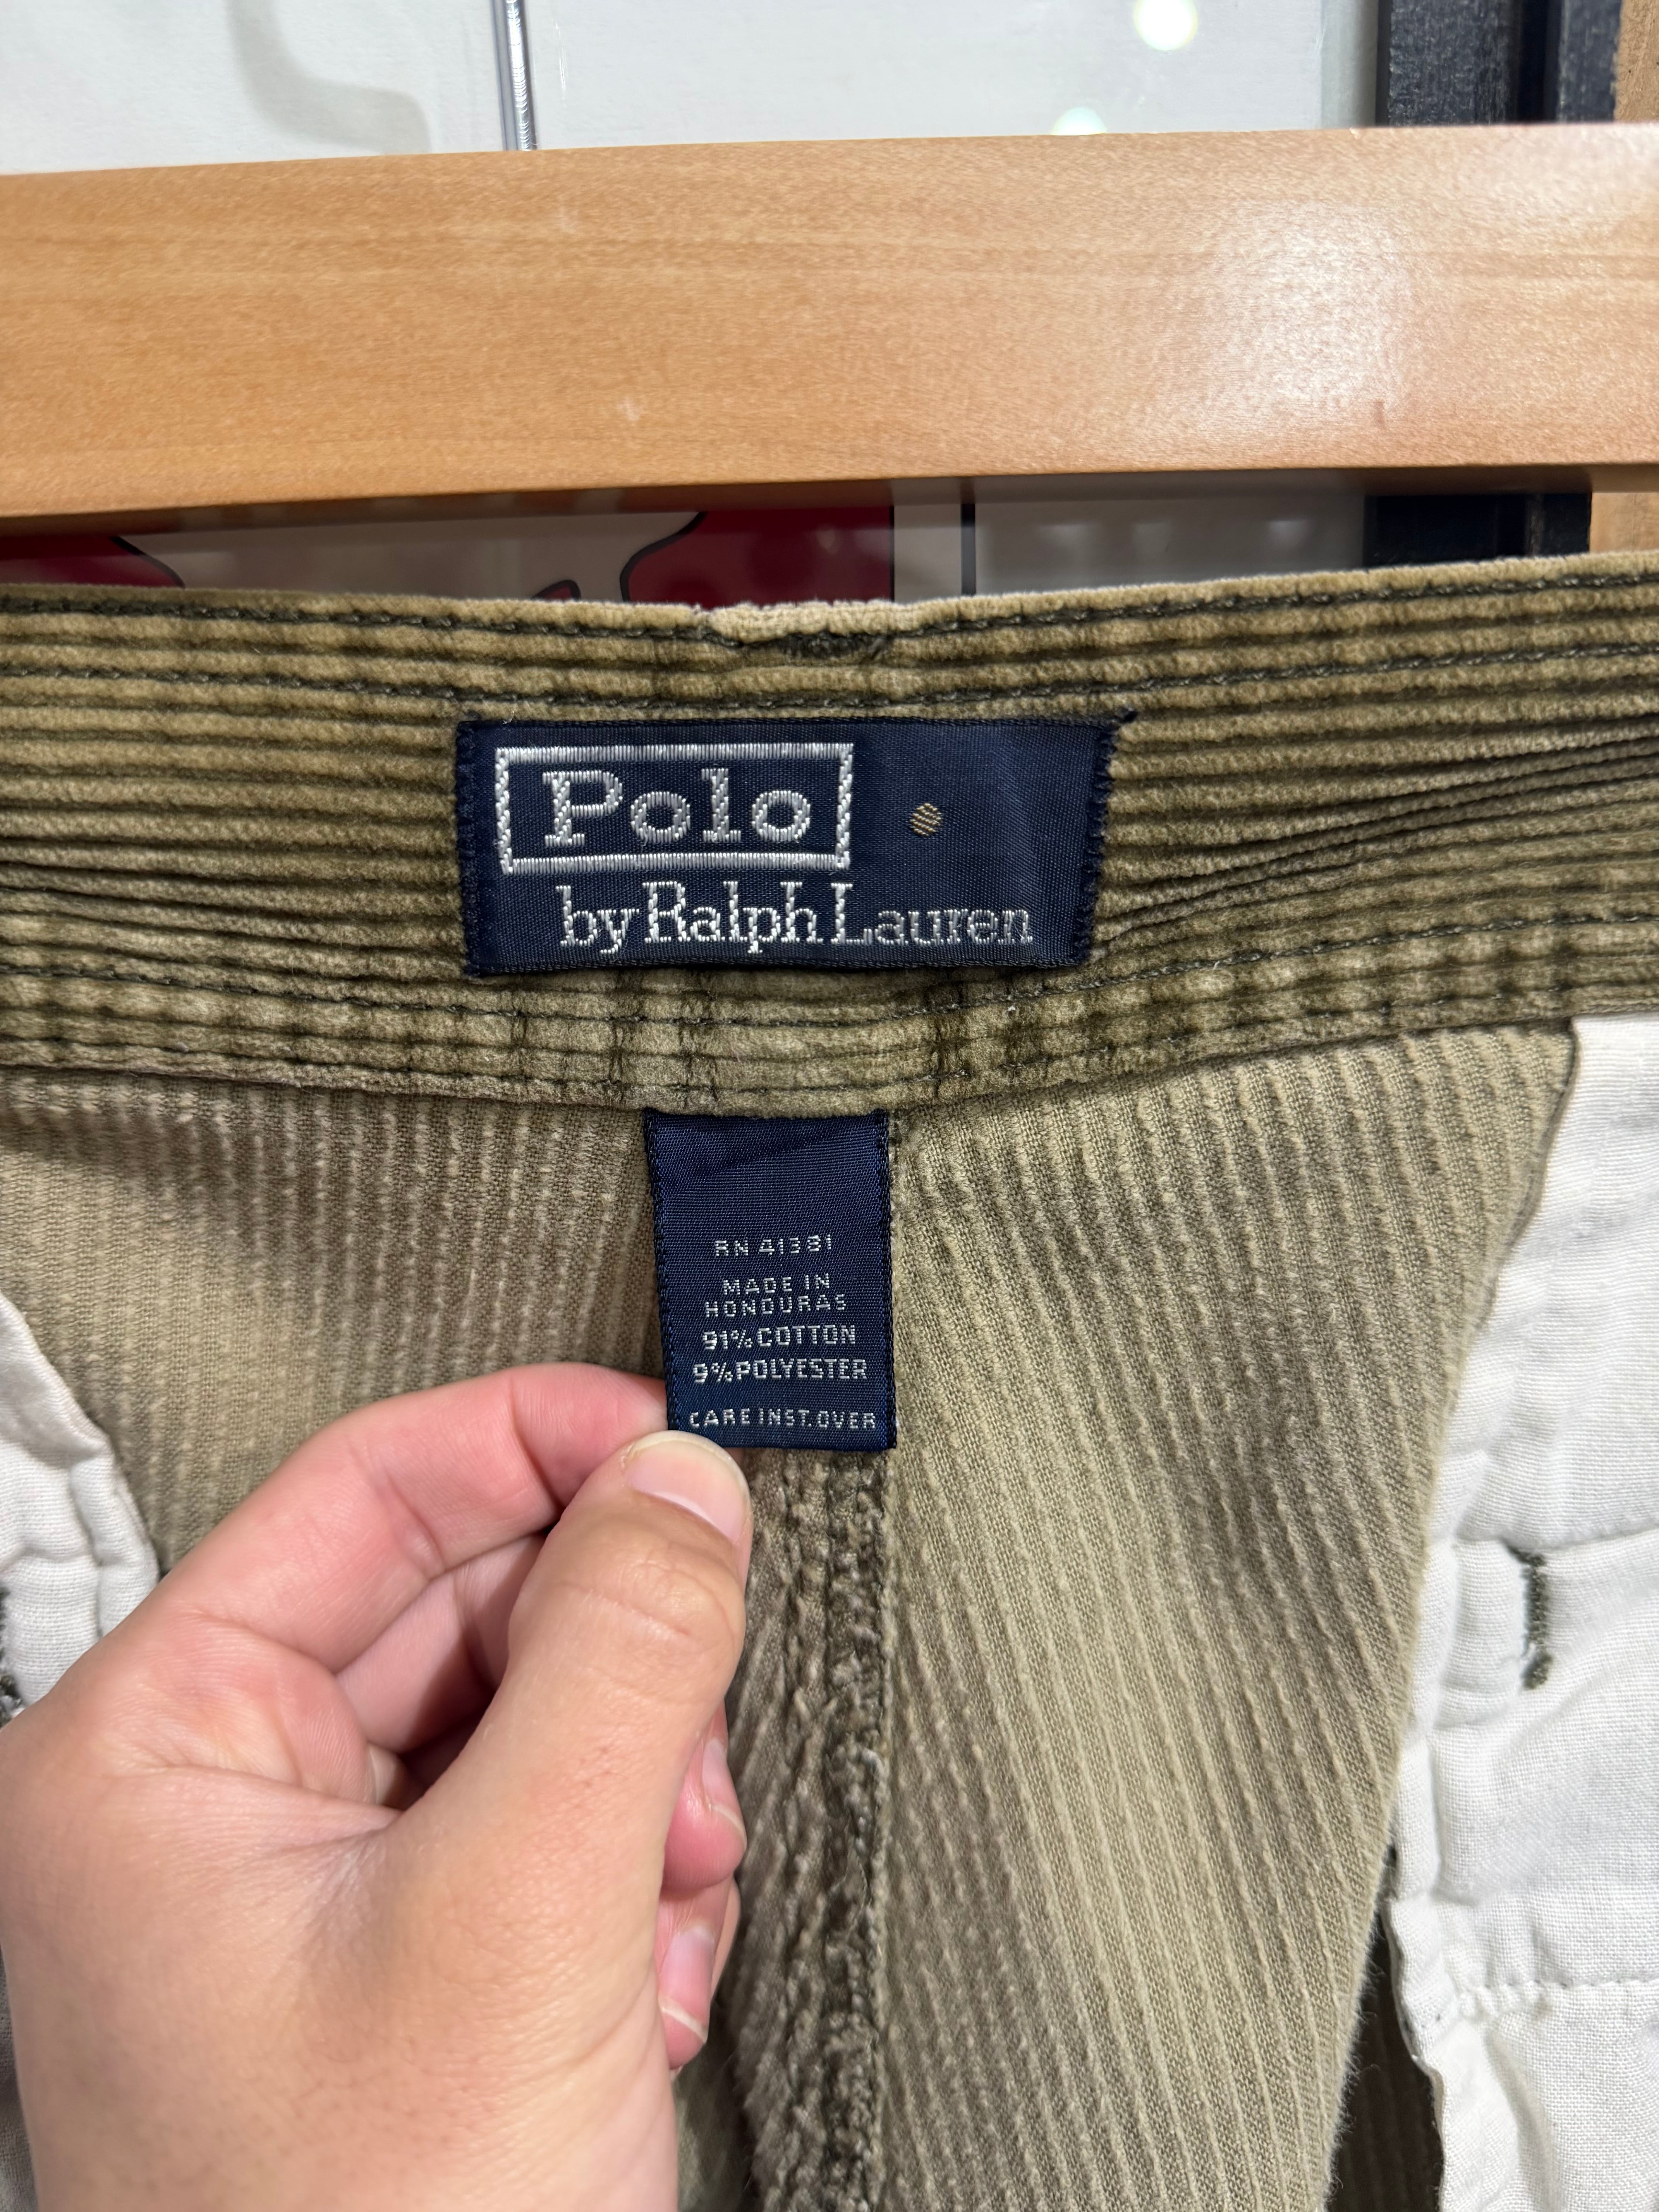 Polo
by Ralph Lauren
RN 41381
MADE IN
HONDURAS
91% COTTON
9% POLYESTER
CARE INST. OVER